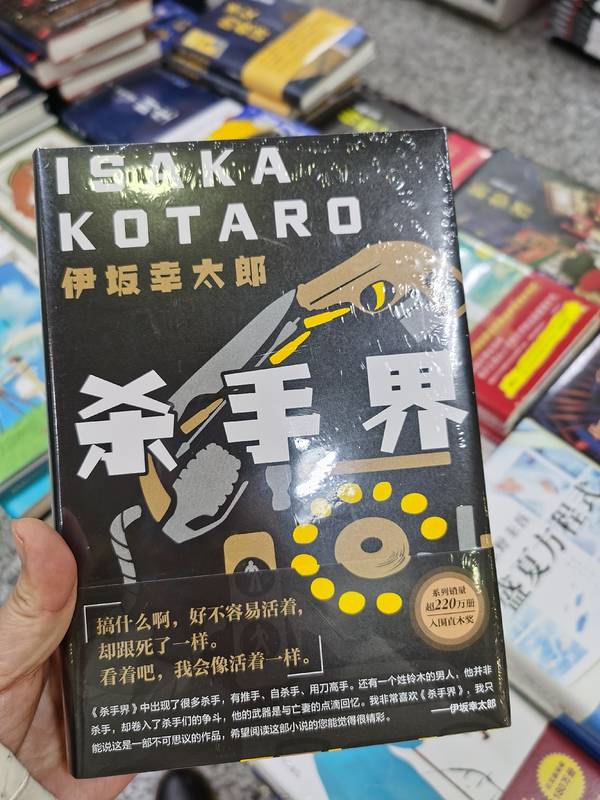 ISAKA
KOTARO
伊坂幸太郎
杀手界
搞什么啊，好不容易活着，
却跟死了一样。
看着吧，我会像活着一样。
系列销量
超220万册
入围直木奖
《杀手界》中出现了很多杀手，有推手、自杀手、用刀高手。还有一个姓铃木的男人，他并非
杀手，却卷入了杀手们的争斗，他的武器是与亡妻的点滴回忆。我非常喜欢《杀手界》，我只
能说这是一部不可思议的作品，希望阅读这部小说的您能觉得很精彩。
——伊坂幸太郎
盛夏方程式